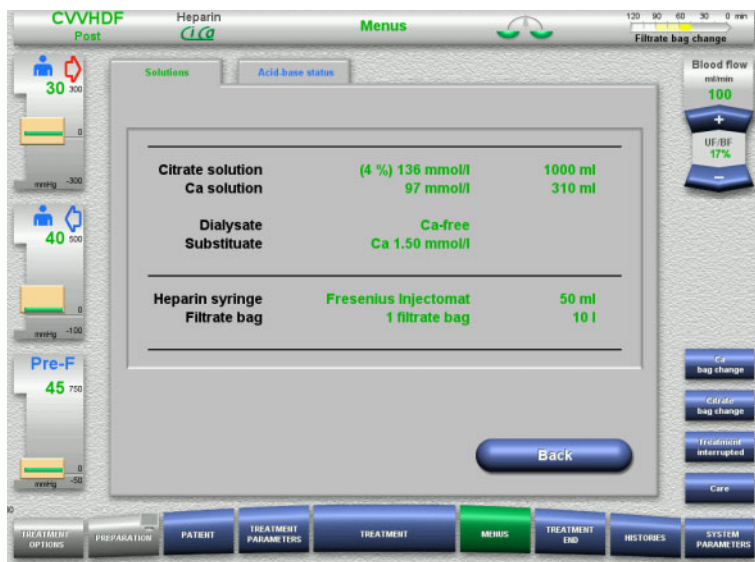 CVVHDF
Post
Heparin
CiCa
Menus
120 90 60 30 0 min
Filtrate bag change
30 300
0
mmHg -300
40 500
0
mmHg -100
Pre-F
45 750
0
mmHg -50
Solutions
Acid-base status
Citrate solution (4 %) 136 mmol/l 1000 ml
Ca solution 97 mmol/l 310 ml
Dialysate Ca-free
Substituate Ca 1.50 mmol/l
Heparin syringe Fresenius Injectomat 50 ml
Filtrate bag 1 filtrate bag 10 l
Back
Blood flow
ml/min
100
+
UF/BF
17%
−
Ca
bag change
Citrate
bag change
Treatment
interrupted
Care
TREATMENT
OPTIONS
PREPARATION
PATIENT
TREATMENT
PARAMETERS
TREATMENT
MENUS
TREATMENT
END
HISTORIES
SYSTEM
PARAMETERS